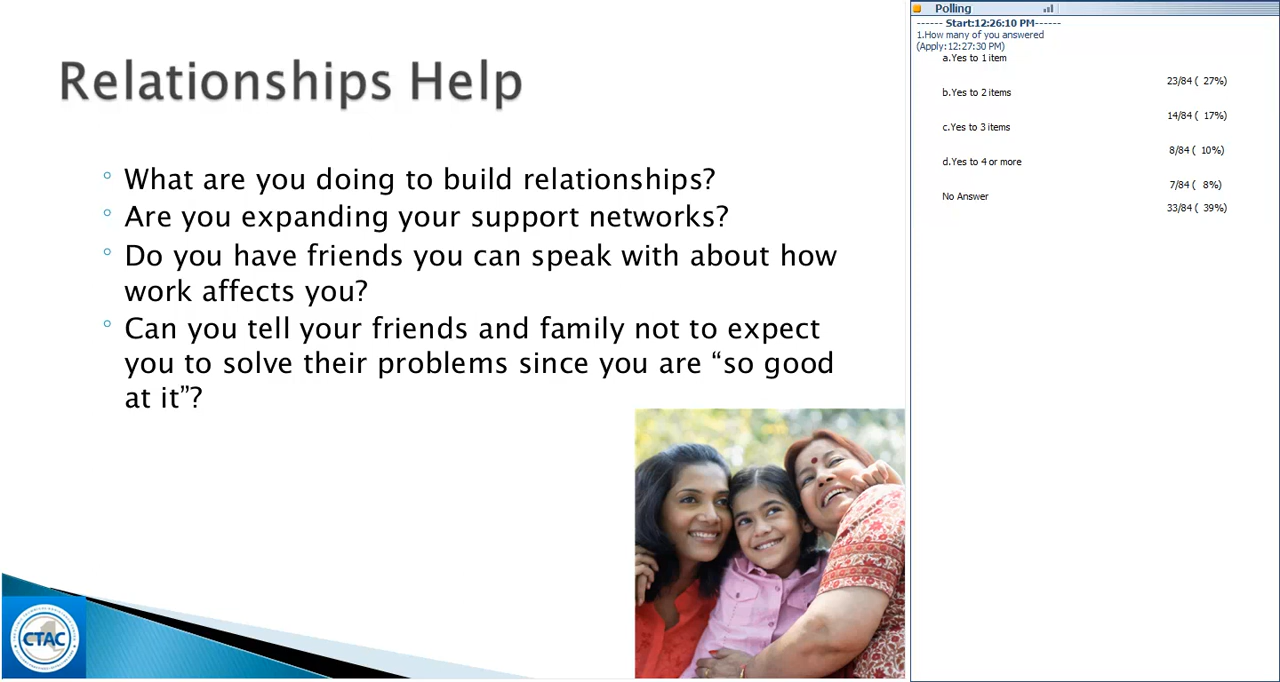 Relationships Help
◦ What are you doing to build relationships?
◦ Are you expanding your support networks?
◦ Do you have friends you can speak with about how
work affects you?
◦ Can you tell your friends and family not to expect
you to solve their problems since you are “so good
at it”?
CTAC
Polling
------ Start:12:26:10 PM------
1.How many of you answered
(Apply:12:27:30 PM)
a.Yes to 1 item
23/84 ( 27%)
b.Yes to 2 items
14/84 ( 17%)
c.Yes to 3 items
8/84 ( 10%)
d.Yes to 4 or more
7/84 ( 8%)
No Answer
33/84 ( 39%)